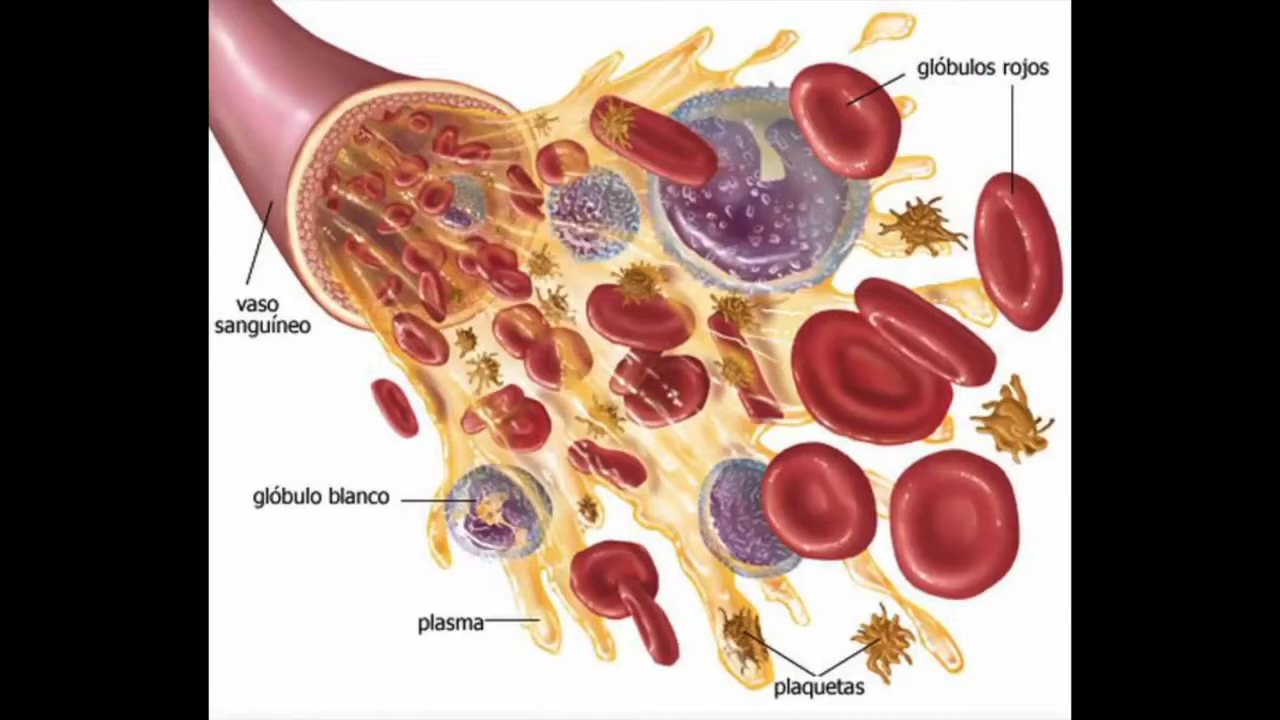 glóbulos rojos
vaso
sanguíneo
glóbulo blanco
plasma
plaquetas